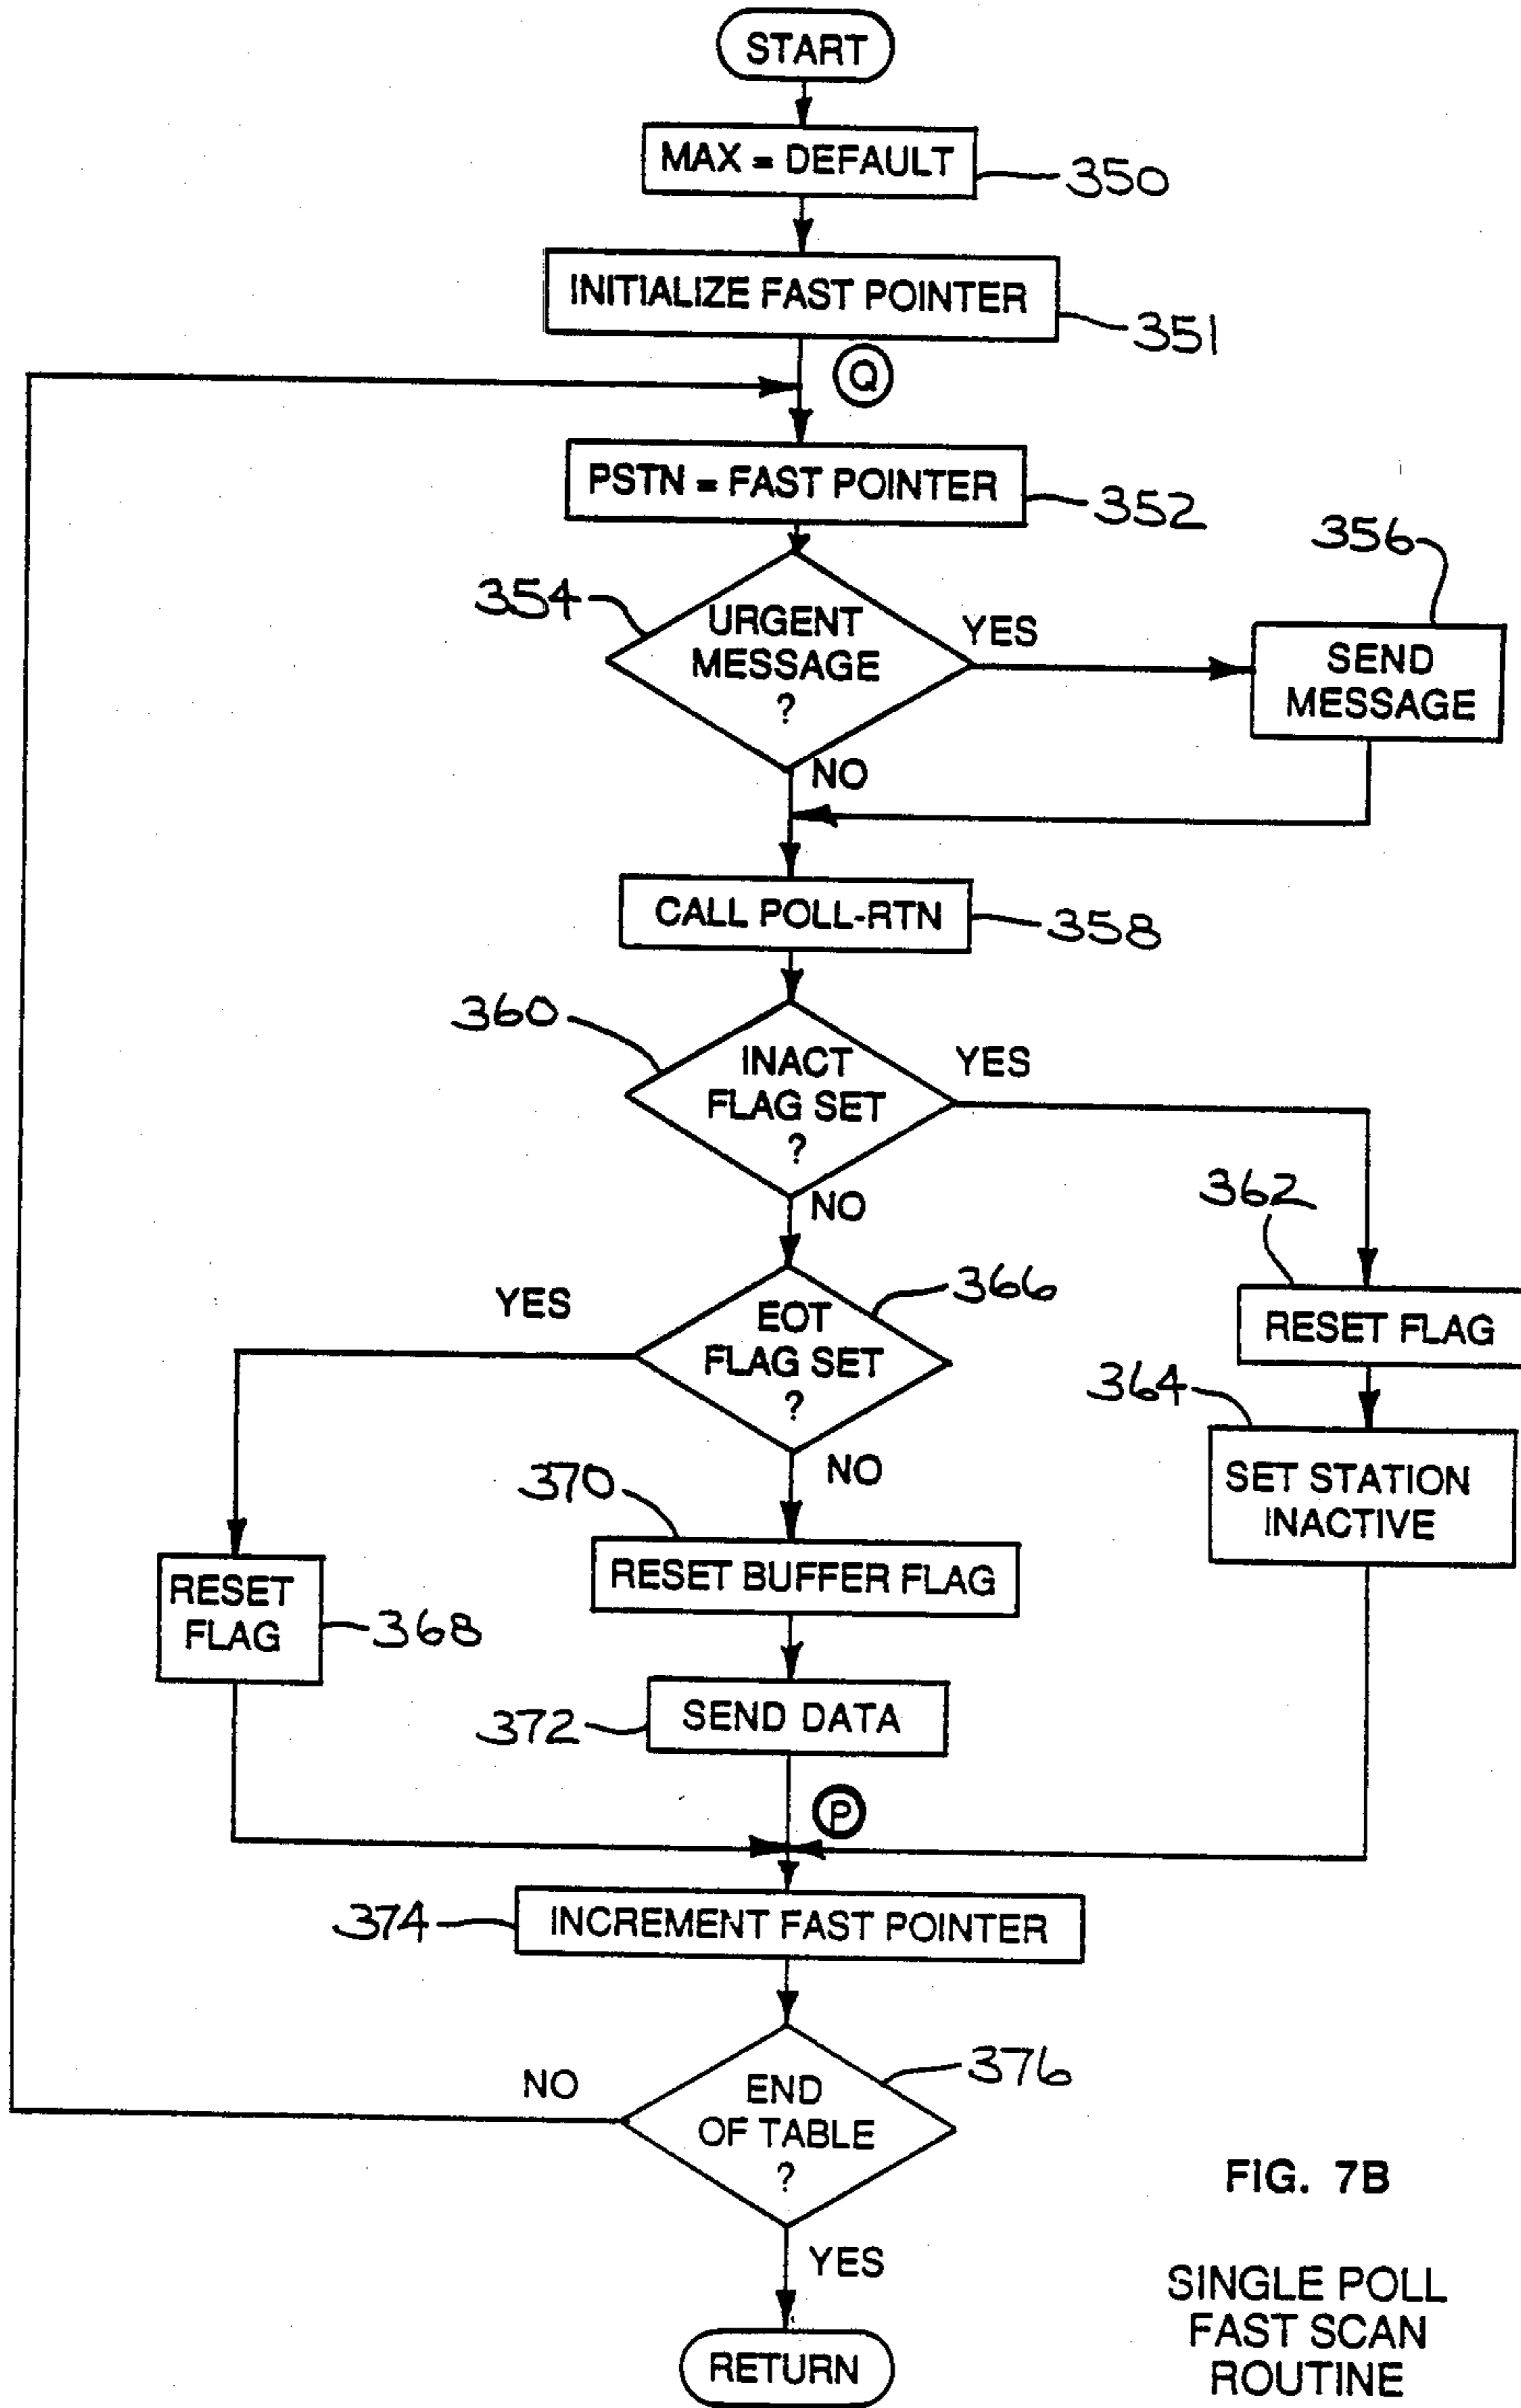 START
MAX = DEFAULT
350
INITIALIZE FAST POINTER
351
Q
PSTN = FAST POINTER
352
356
354
URGENT
MESSAGE
?
YES
SEND
MESSAGE
NO
CALL POLL-RTN
358
360
INACT
FLAG SET
?
YES
NO
362
RESET FLAG
364
SET STATION
INACTIVE
YES
EOT
FLAG SET
?
366
NO
370
RESET BUFFER FLAG
RESET
FLAG
368
372
SEND DATA
P
374
INCREMENT FAST POINTER
NO
END
OF TABLE
?
376
YES
RETURN
FIG. 7B
SINGLE POLL
FAST SCAN
ROUTINE